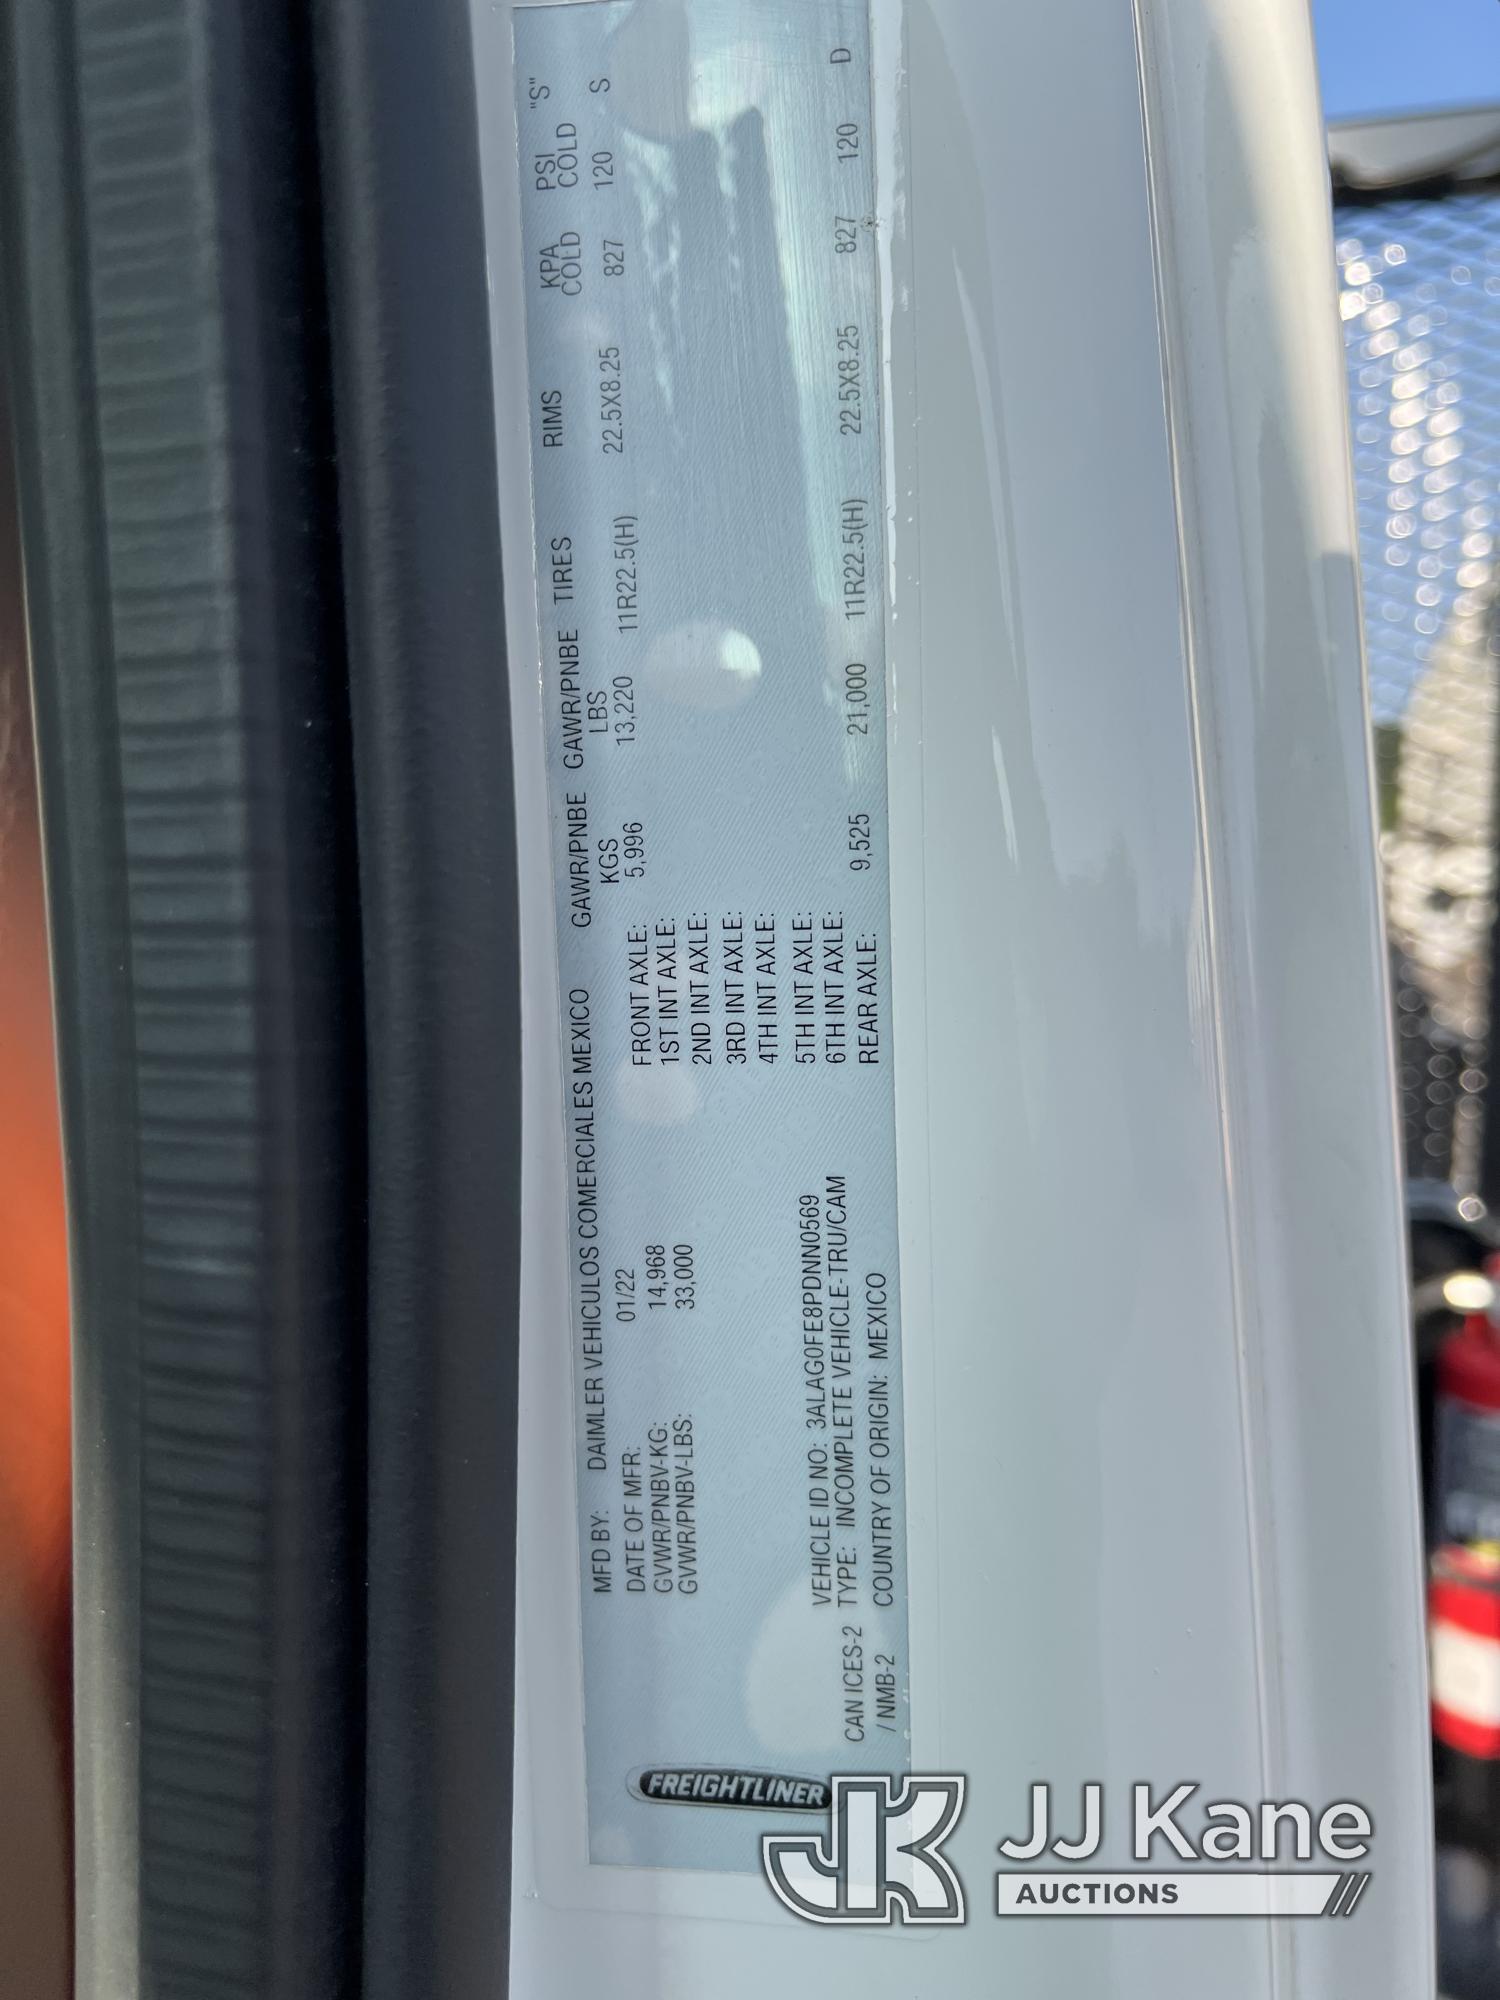 FREIGHTLINER
MFD BY: DAIMLER VEHICULOS COMERCIALES MEXICO
DATE OF MFR: 01/22
GVWR/PNBV-KG: 14,968
GVWR/PNBV-LBS: 33,000
CAN ICES-2
/ NMB-2
VEHICLE ID NO: 3ALAG0FE8PDNN0569
TYPE: INCOMPLETE VEHICLE-TRU/CAM
COUNTRY OF ORIGIN: MEXICO
GAWR/PNBE KGS GAWR/PNBE LBS TIRES RIMS KPA COLD PSI COLD "S"
FRONT AXLE: 5,996 13,220 11R22.5(H) 22.5X8.25 827 120 S
1ST INT AXLE:
2ND INT AXLE:
3RD INT AXLE:
4TH INT AXLE:
5TH INT AXLE:
6TH INT AXLE:
REAR AXLE: 9,525 21,000 11R22.5(H) 22.5X8.25 827 120 D
JK JJ Kane
AUCTIONS